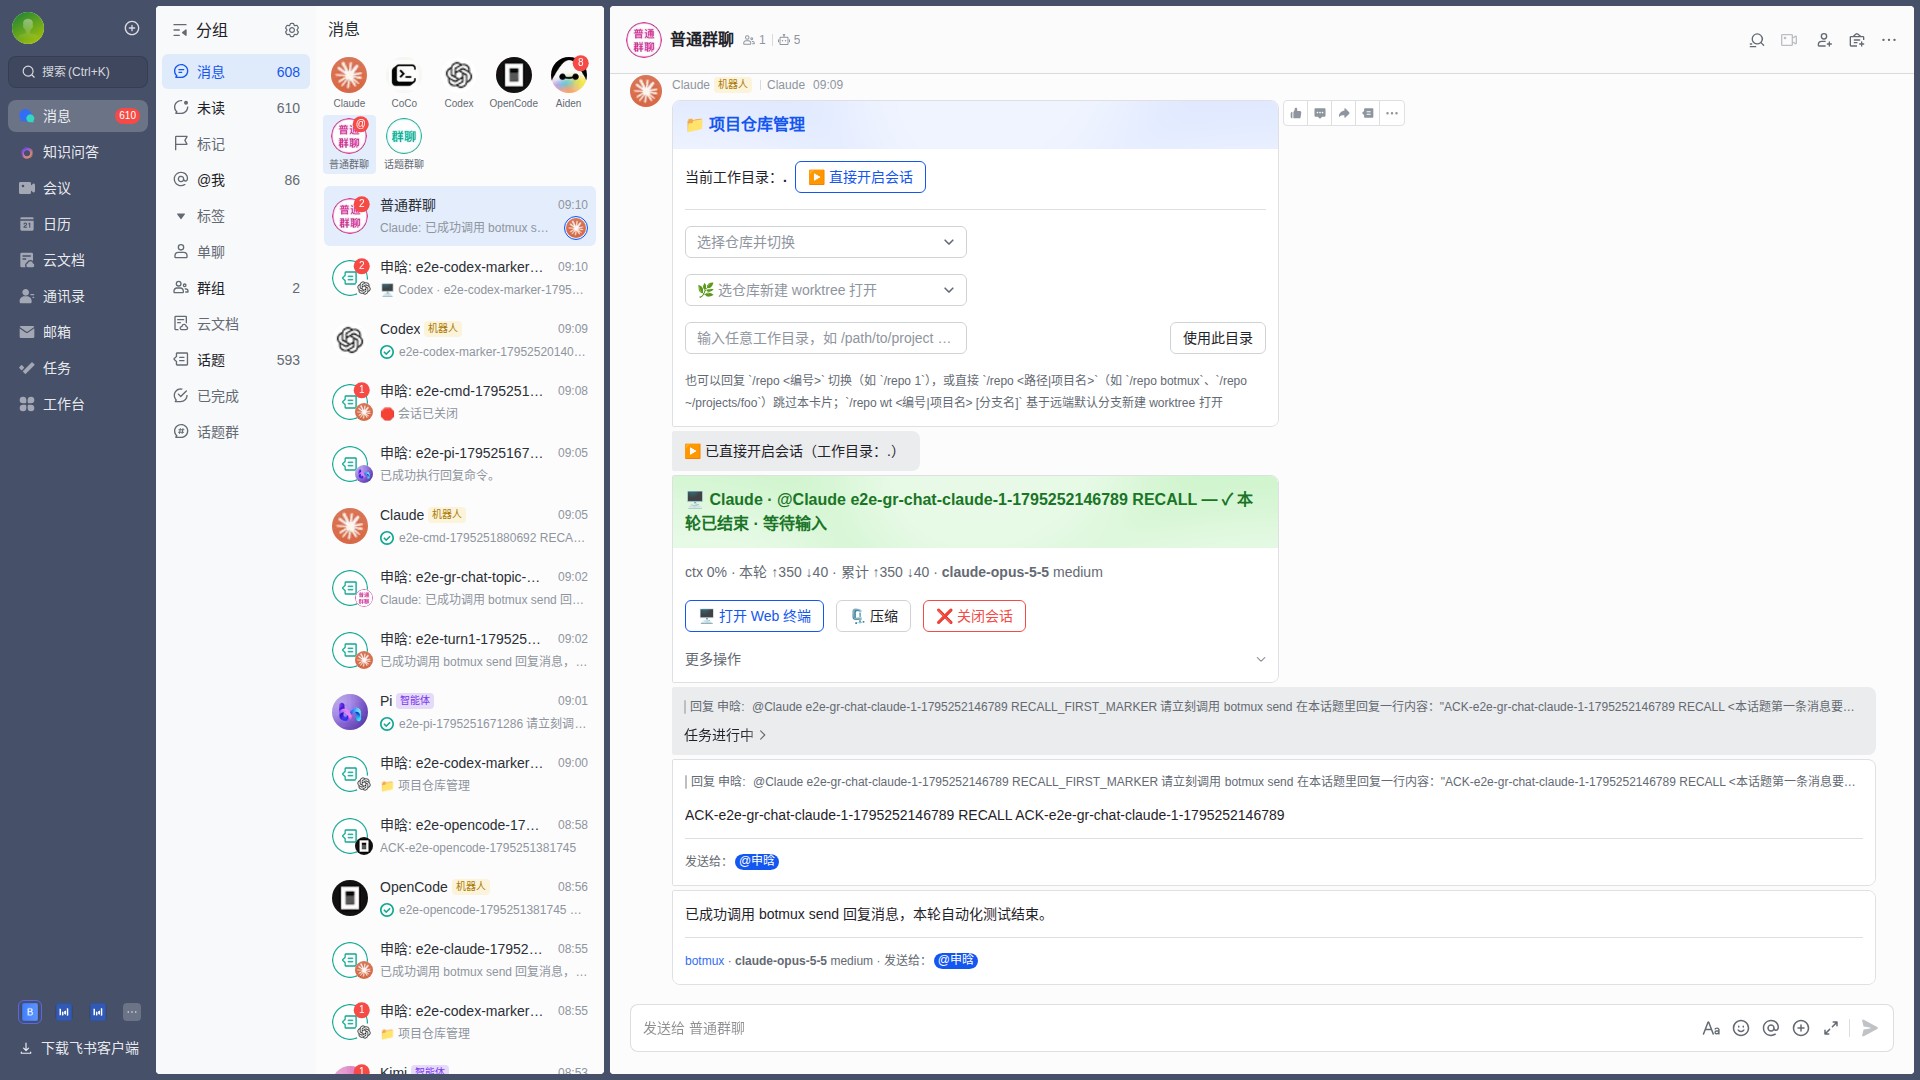 搜索 (Ctrl+K)
消息
610
知识问答
会议
日历
云文档
通讯录
邮箱
任务
工作台
下载飞书客户端
分组
消息 608
未读 610
标记
@我 86
标签
单聊
群组 2
云文档
话题 593
已完成
话题群
消息
8
Claude CoCo Codex OpenCode Aiden
@
普通
群聊
群聊
普通群聊 话题群聊
2
普通群聊 09:10
Claude: 已成功调用 botmux s…
2
申晗: e2e-codex-marker… 09:10
Codex · e2e-codex-marker-1795…
Codex 机器人 09:09
e2e-codex-marker-17952520140…
1
申晗: e2e-cmd-1795251… 09:08
会话已关闭
申晗: e2e-pi-179525167… 09:05
已成功执行回复命令。
Claude 机器人 09:05
e2e-cmd-1795251880692 RECA…
申晗: e2e-gr-chat-topic-… 09:02
Claude: 已成功调用 botmux send 回…
申晗: e2e-turn1-179525… 09:02
已成功调用 botmux send 回复消息，…
Pi 智能体 09:01
e2e-pi-1795251671286 请立刻调…
申晗: e2e-codex-marker… 09:00
项目仓库管理
申晗: e2e-opencode-17… 08:58
ACK-e2e-opencode-1795251381745
OpenCode 机器人 08:56
e2e-opencode-1795251381745 …
申晗: e2e-claude-17952… 08:55
已成功调用 botmux send 回复消息，…
1
申晗: e2e-codex-marker… 08:55
项目仓库管理
1
Kimi 智能体 08:53
普通
群聊
普通群聊 1 5
Claude 机器人 Claude 09:09
项目仓库管理
当前工作目录： . 直接开启会话
选择仓库并切换
选仓库新建 worktree 打开
输入任意工作目录，如 /path/to/project … 使用此目录
也可以回复 `/repo <编号>` 切换（如 `/repo 1`），或直接 `/repo <路径|项目名>`（如 `/repo botmux`、`/repo
~/projects/foo`）跳过本卡片；`/repo wt <编号|项目名> [分支名]` 基于远端默认分支新建 worktree 打开
已直接开启会话（工作目录：.）
Claude · @Claude e2e-gr-chat-claude-1-1795252146789 RECALL — ✓ 本
轮已结束 · 等待输入
ctx 0% · 本轮 ↑350 ↓40 · 累计 ↑350 ↓40 · claude-opus-5-5 medium
打开 Web 终端 压缩 关闭会话
更多操作
回复 申晗：@Claude e2e-gr-chat-claude-1-1795252146789 RECALL_FIRST_MARKER 请立刻调用 botmux send 在本话题里回复一行内容："ACK-e2e-gr-chat-claude-1-1795252146789 RECALL <本话题第一条消息要…
任务进行中
回复 申晗：@Claude e2e-gr-chat-claude-1-1795252146789 RECALL_FIRST_MARKER 请立刻调用 botmux send 在本话题里回复一行内容："ACK-e2e-gr-chat-claude-1-1795252146789 RECALL <本话题第一条消息要…
ACK-e2e-gr-chat-claude-1-1795252146789 RECALL ACK-e2e-gr-chat-claude-1-1795252146789
发送给：@申晗
已成功调用 botmux send 回复消息，本轮自动化测试结束。
botmux · claude-opus-5-5 medium · 发送给：@申晗
发送给 普通群聊